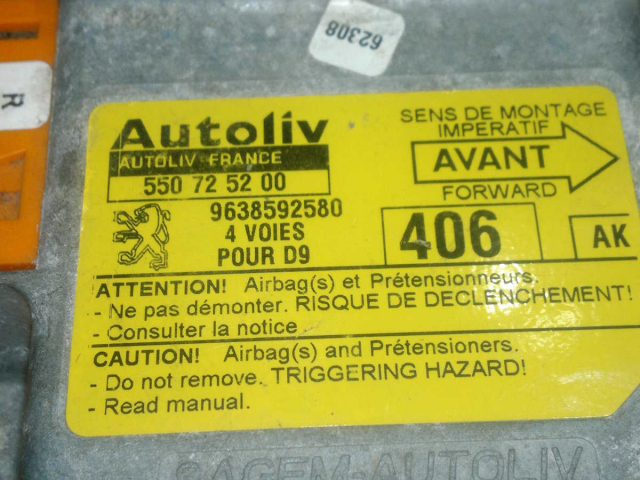 62308
R
Autoliv
AUTOLIV FRANCE
550 72 52 00
9638592580
4 VOIES
POUR D9
SENS DE MONTAGE
IMPERATIF
AVANT
FORWARD
406
AK
ATTENTION! Airbag(s) et Prétensionneurs.
- Ne pas démonter. RISQUE DE DECLENCHEMENT!
- Consulter la notice
CAUTION! Airbag(s) and Prétensioners.
- Do not remove. TRIGGERING HAZARD!
- Read manual.
SAGEM-AUTOLIV